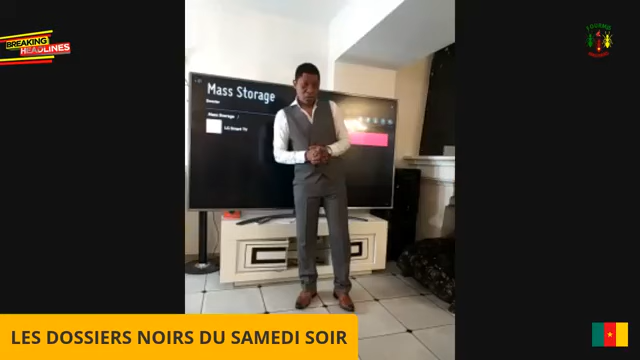 BREAKING
HEADLINES
Mass Storage
Mass Storage /
LG Smart TV
LES DOSSIERS NOIRS DU SAMEDI SOIR